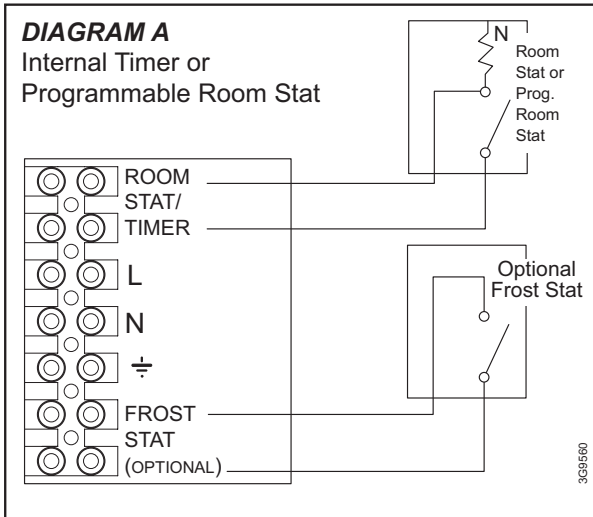 DIAGRAM A
Internal Timer or
Programmable Room Stat
N
Room
Stat or
Prog.
Room
Stat
ROOM
STAT/
TIMER
L
N
Optional
Frost Stat
FROST
STAT
(OPTIONAL)
3G9560